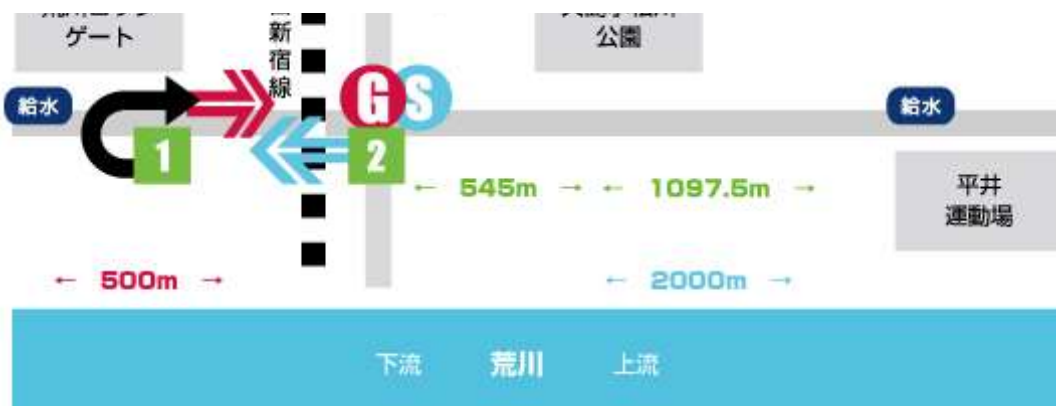 ゲート
新宿線
公園
給水
G
S
給水
1
2
← 545m → ← 1097.5m →
平井
運動場
← 500m →
← 2000m →
下流
荒川
上流